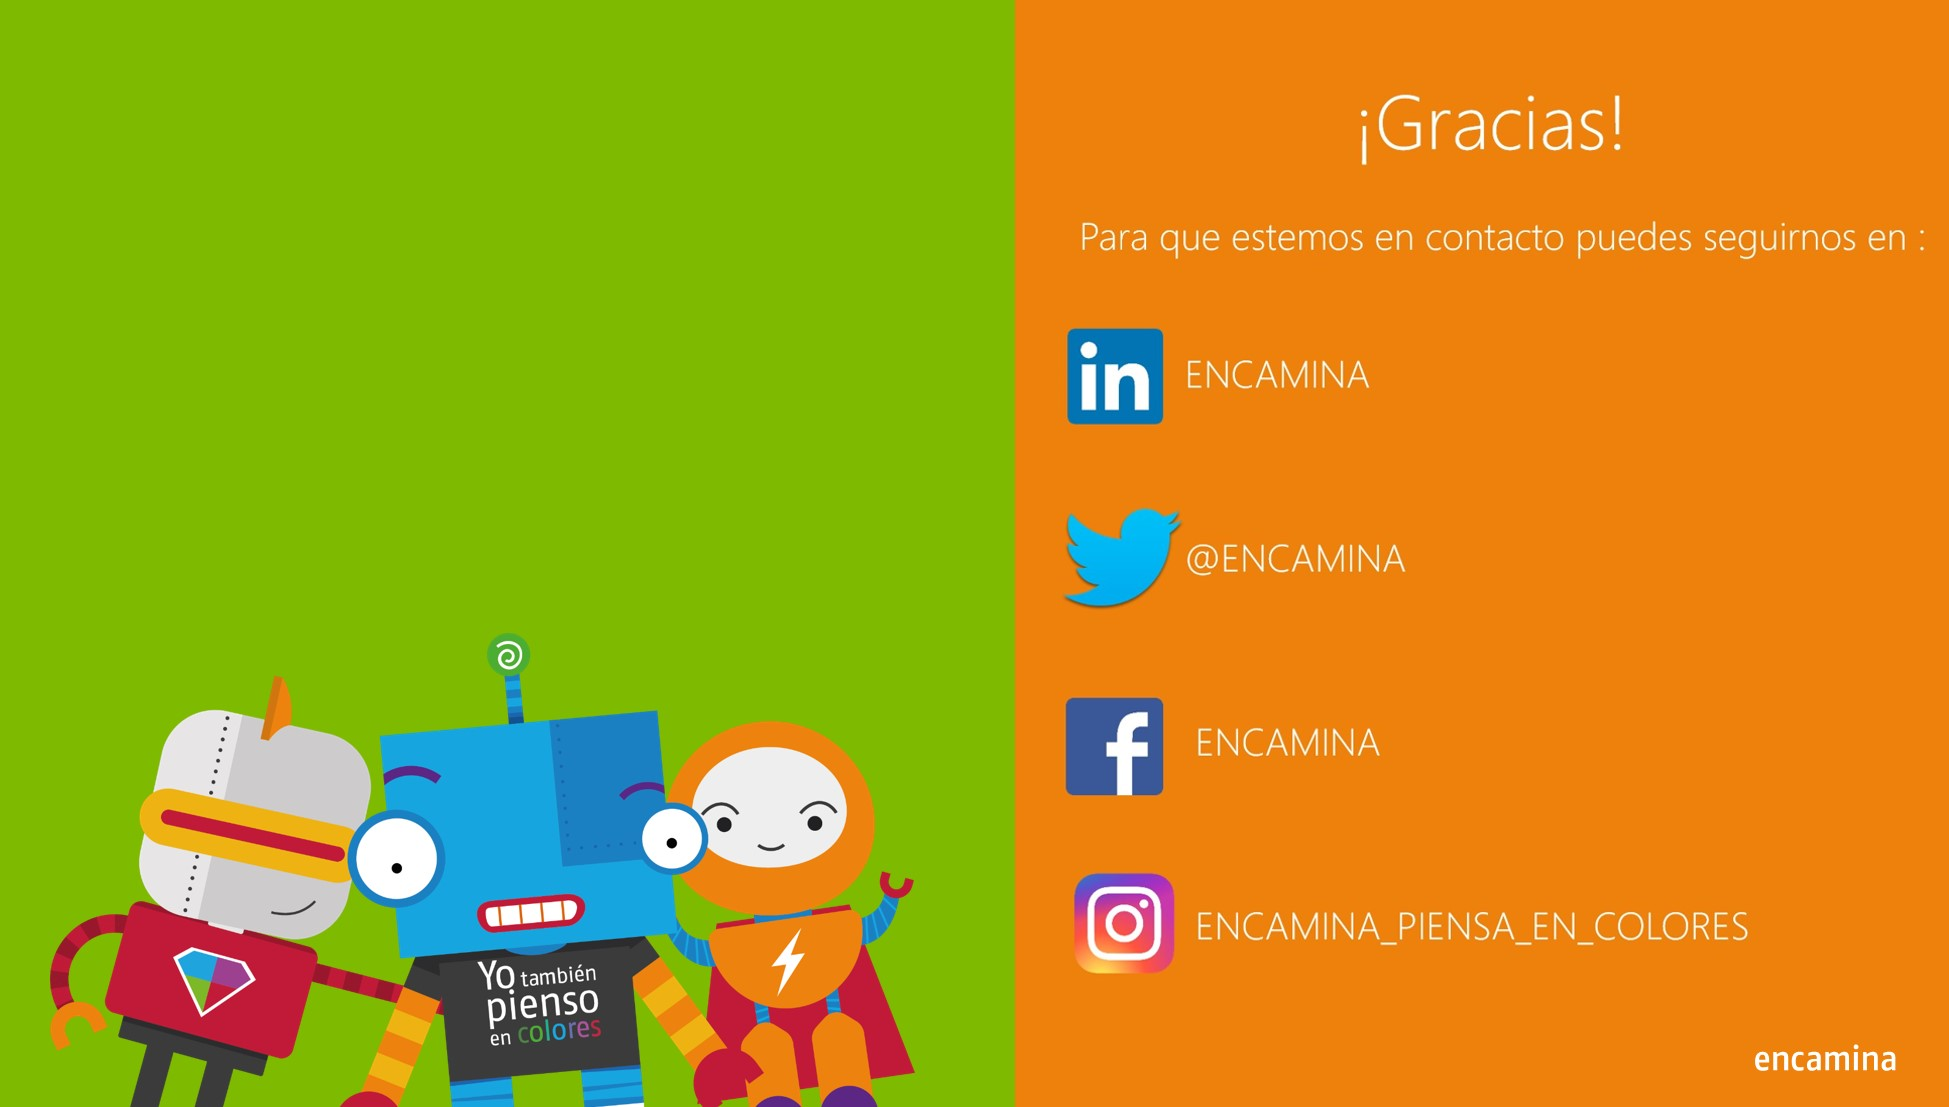 ¡Gracias!
Para que estemos en contacto puedes seguirnos en :
in ENCAMINA
@ENCAMINA
f ENCAMINA
ENCAMINA_PIENSA_EN_COLORES
Yo también
pienso
en colores
encamina